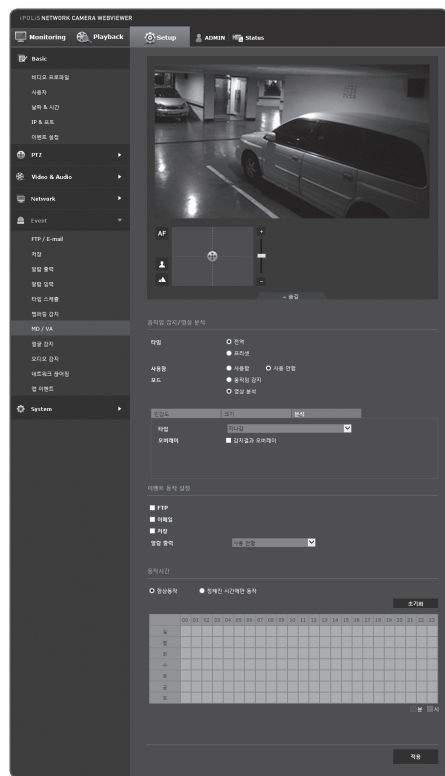 iPOLiS NETWORK CAMERA WEBVIEWER
Monitoring
Playback
Setup
ADMIN
Status
Basic
비디오 프로파일
사용자
날짜 & 시간
IP & 포트
이벤트 설정
PTZ
Video & Audio
Network
Event
FTP / E-mail
저장
알람 출력
알람 입력
타임 스케쥴
탬퍼링 감지
MD / VA
얼굴 감지
오디오 감지
네트워크 끊어짐
앱 이벤트
System
AF
+
-
숨김
움직임 감지/영상 분석
타입
전역
프리셋
사용함
사용함
사용 안함
모드
움직임 감지
영상 분석
민감도
크기
분석
타입
지나감
오버레이
감지결과 오버레이
이벤트 동작 설정
FTP
이메일
저장
알람 출력
사용 안함
동작시간
항상동작
정해진 시간에만 동작
초기화
00 01 02 03 04 05 06 07 08 09 10 11 12 13 14 15 16 17 18 19 20 21 22 23
일
월
화
수
목
금
토
분
시
적용